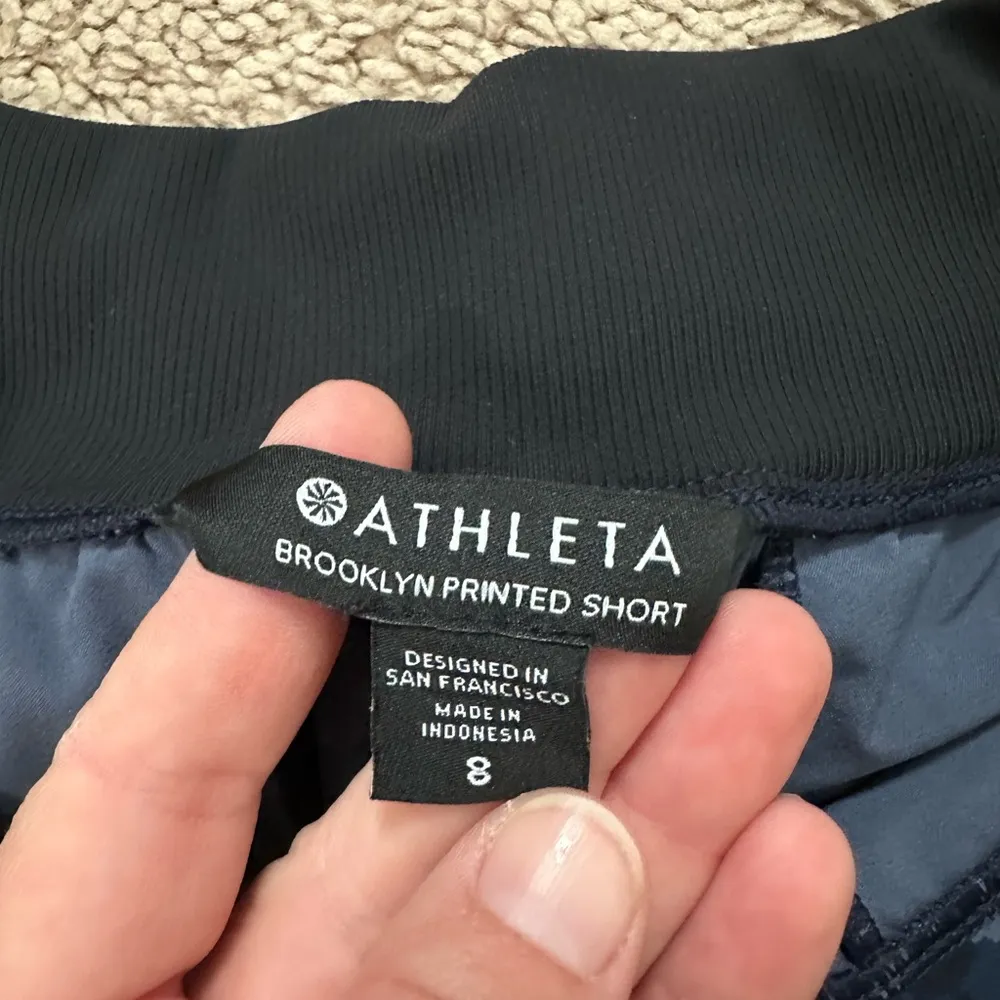 ATHLETA
BROOKLYN PRINTED SHORT
DESIGNED IN
SAN FRANCISCO
MADE IN
INDONESIA
8